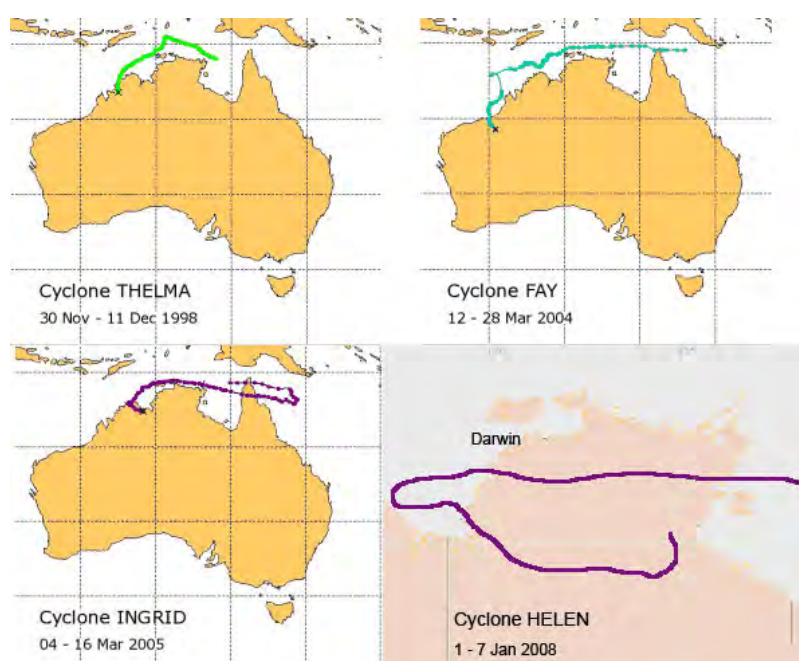 Cyclone THELMA
30 Nov - 11 Dec 1998
Cyclone FAY
12 - 28 Mar 2004
Cyclone INGRID
04 - 16 Mar 2005
Darwin
Cyclone HELEN
1 - 7 Jan 2008